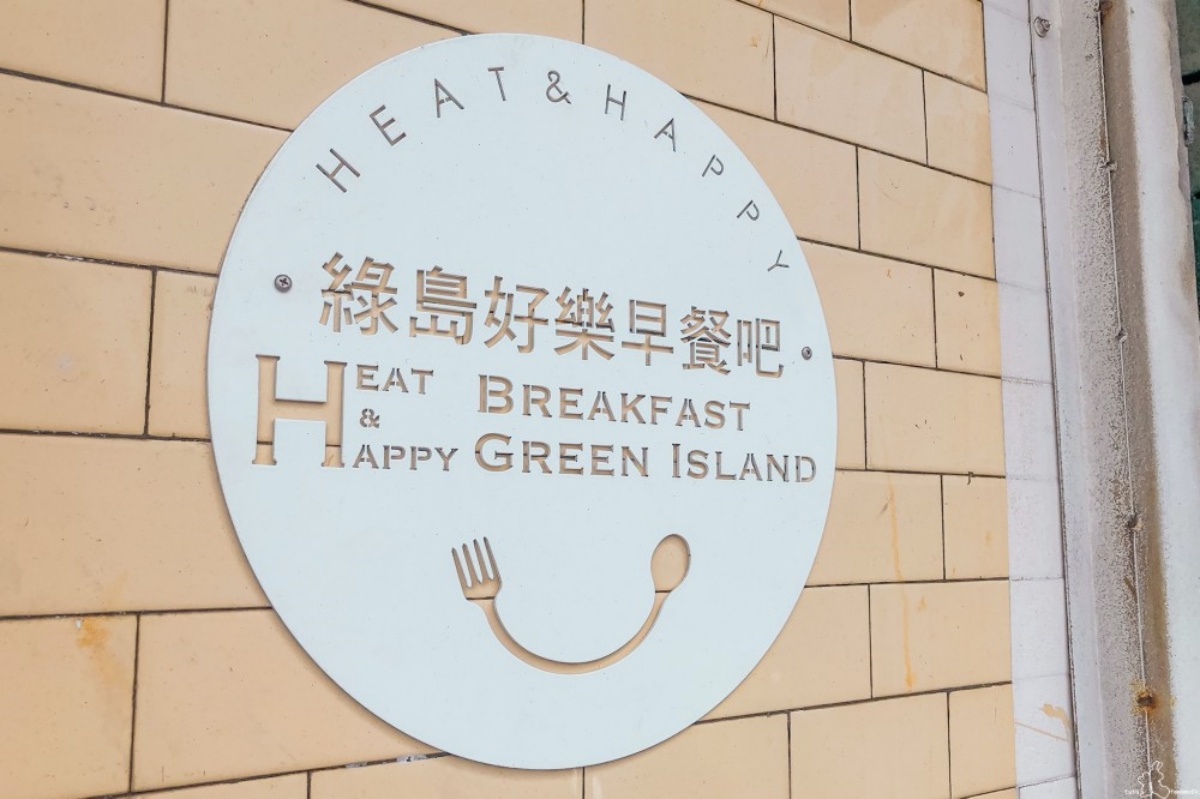 HEAT & HAPPY
綠島好樂早餐吧
HEAT BREAKFAST
&
HAPPY GREEN ISLAND